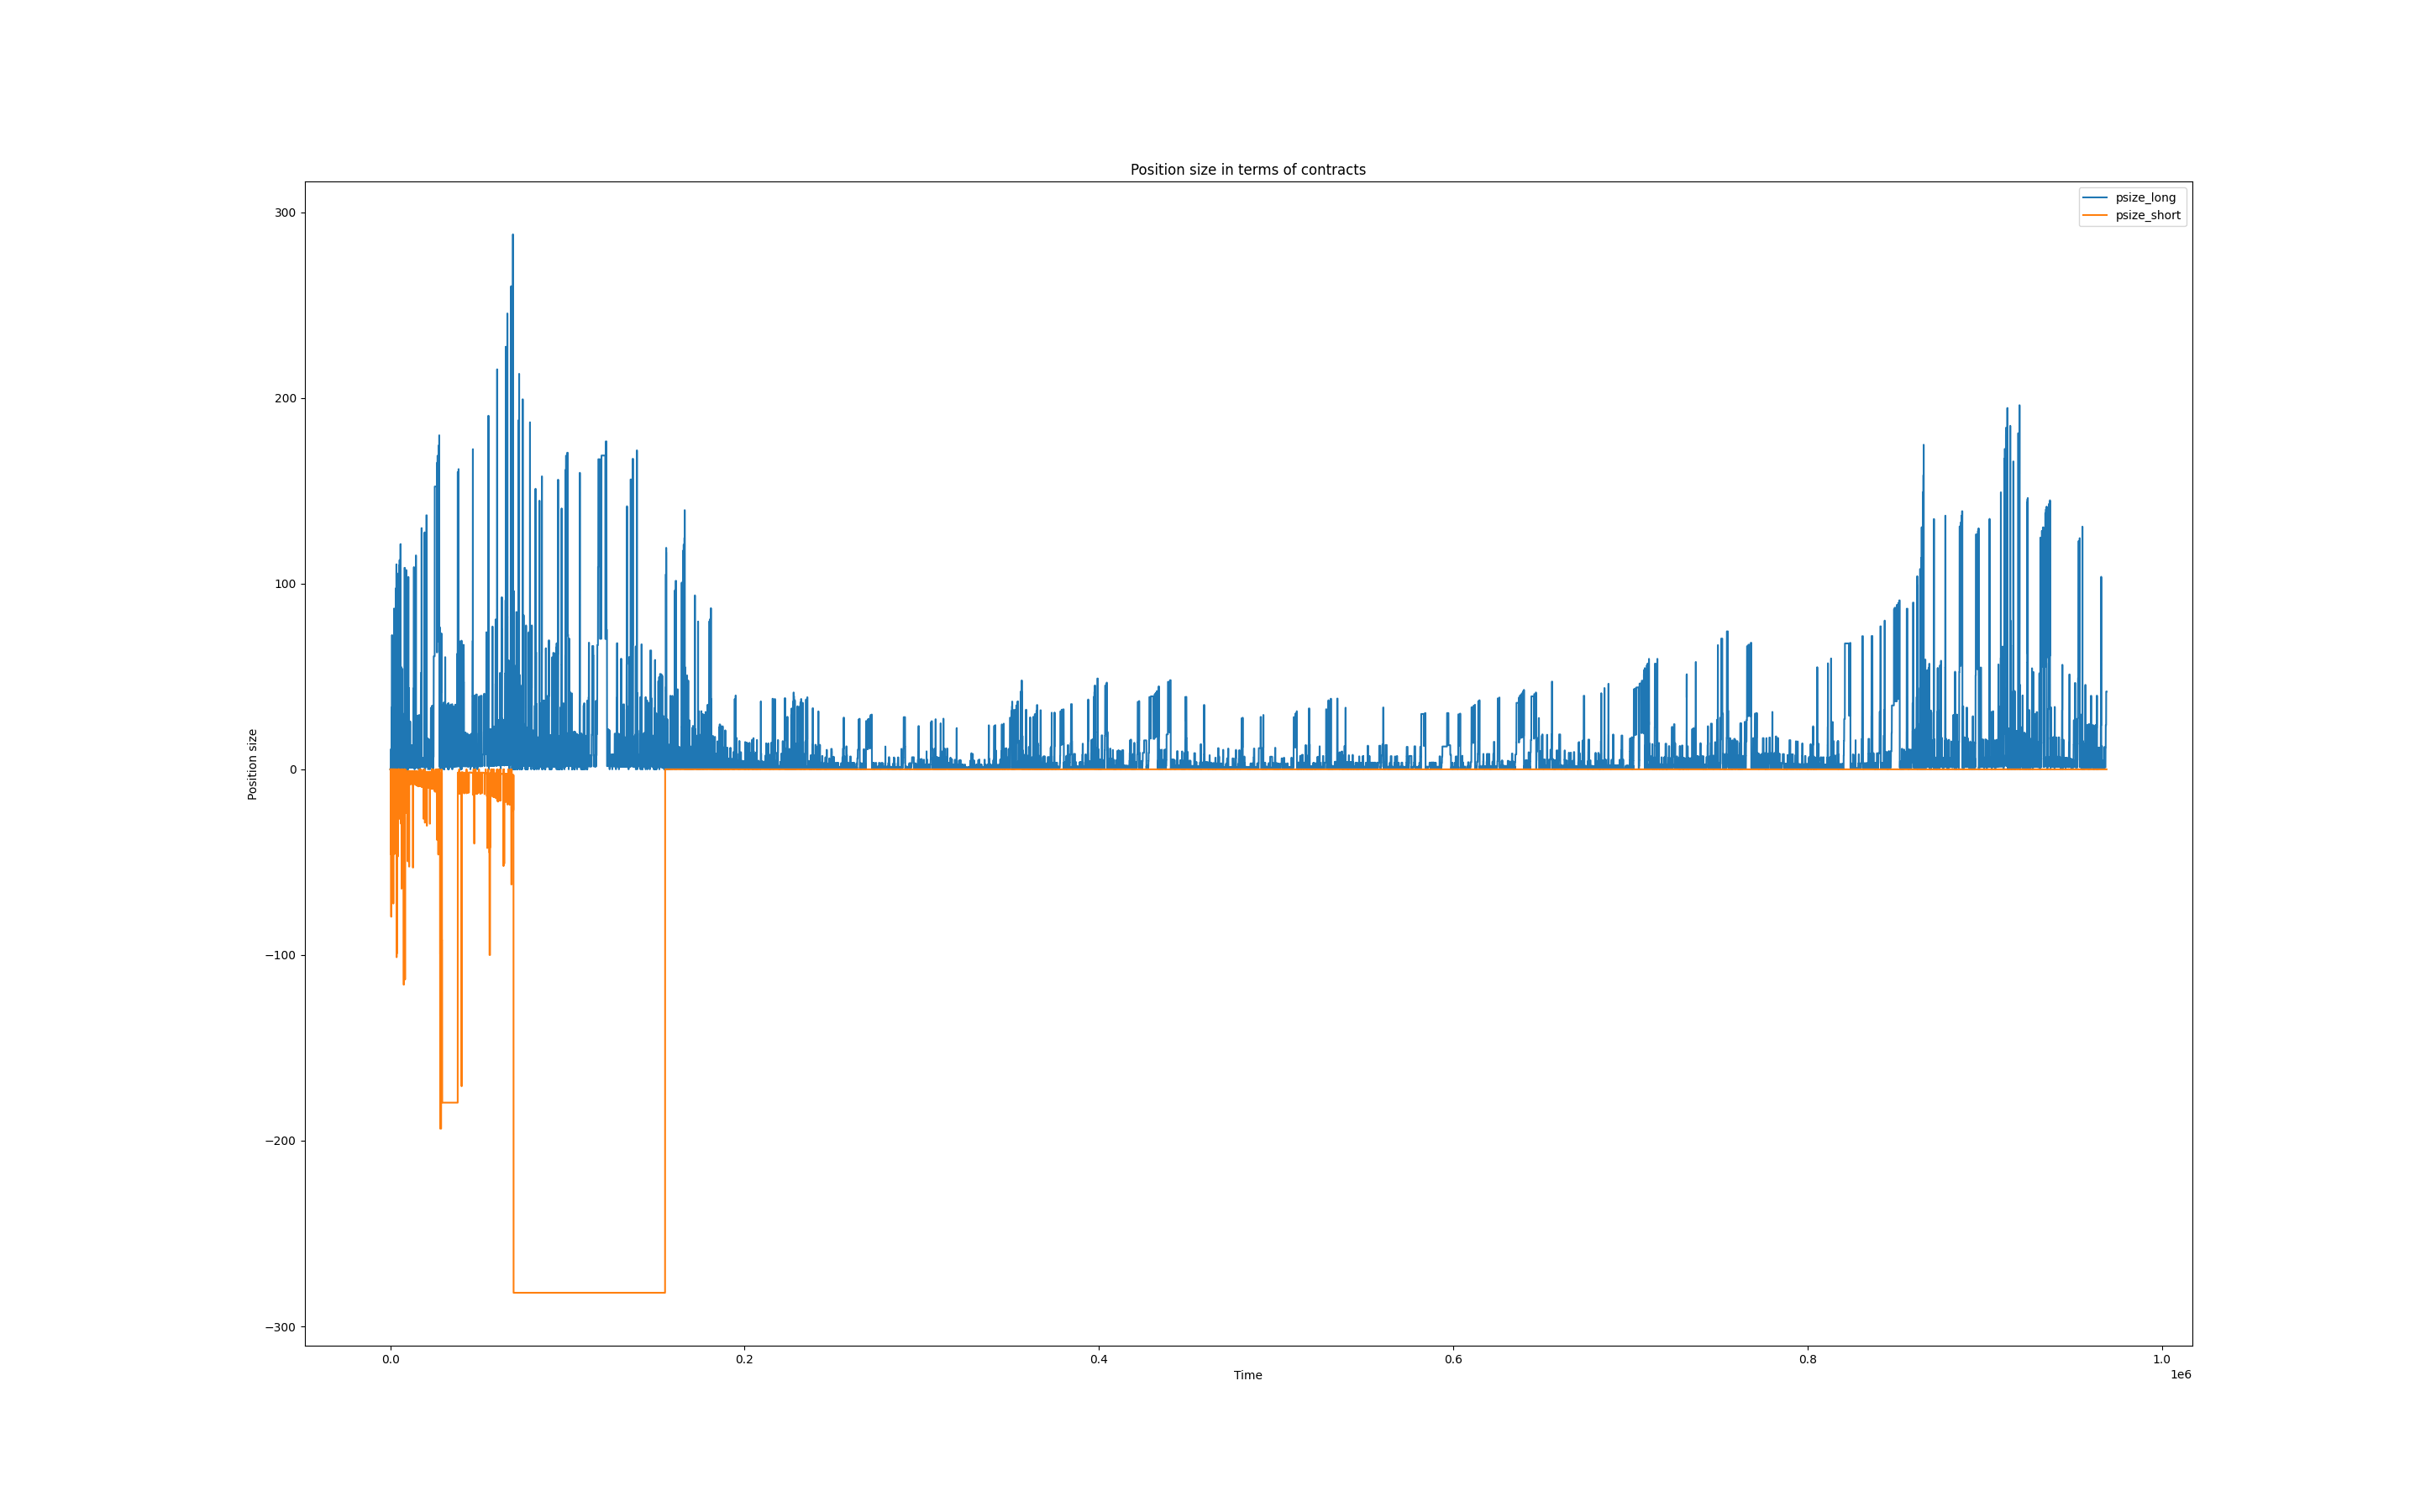 Position size in terms of contracts
psize_long
psize_short
300
200
100
0
−100
−200
−300
Position size
0.0 0.2 0.4 0.6 0.8 1.0
Time
1e6